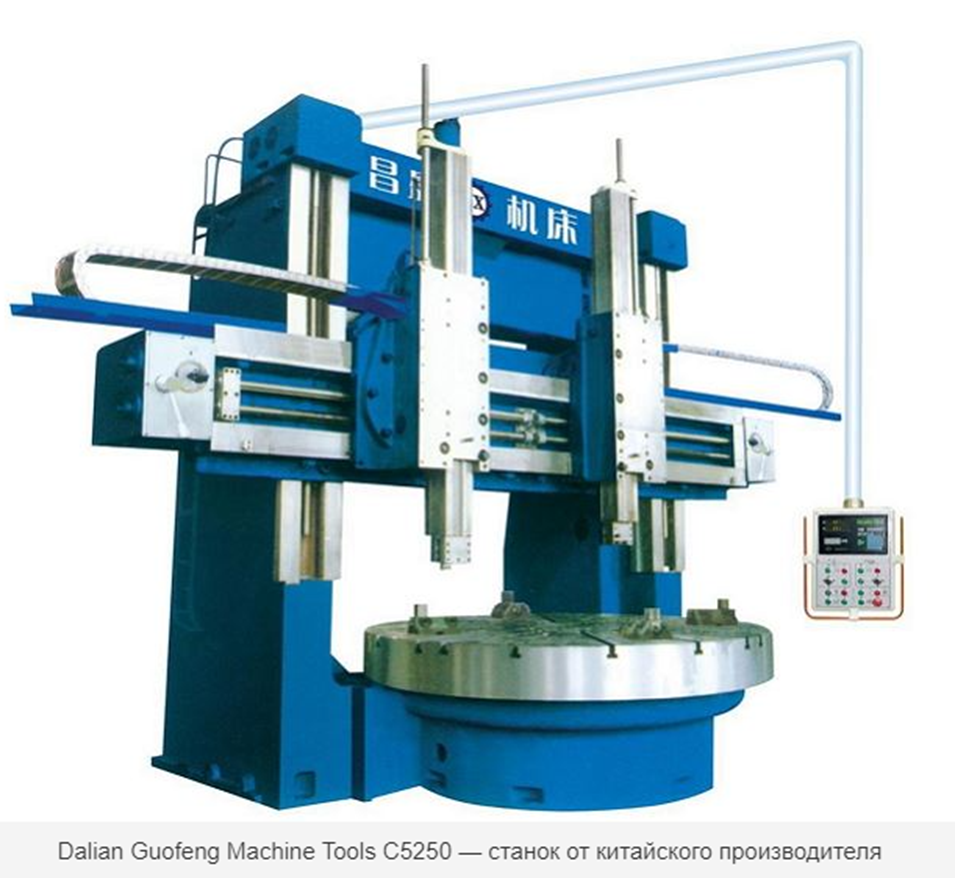 昌 X 机床
Dalian Guofeng Machine Tools C5250 — станок от китайского производителя